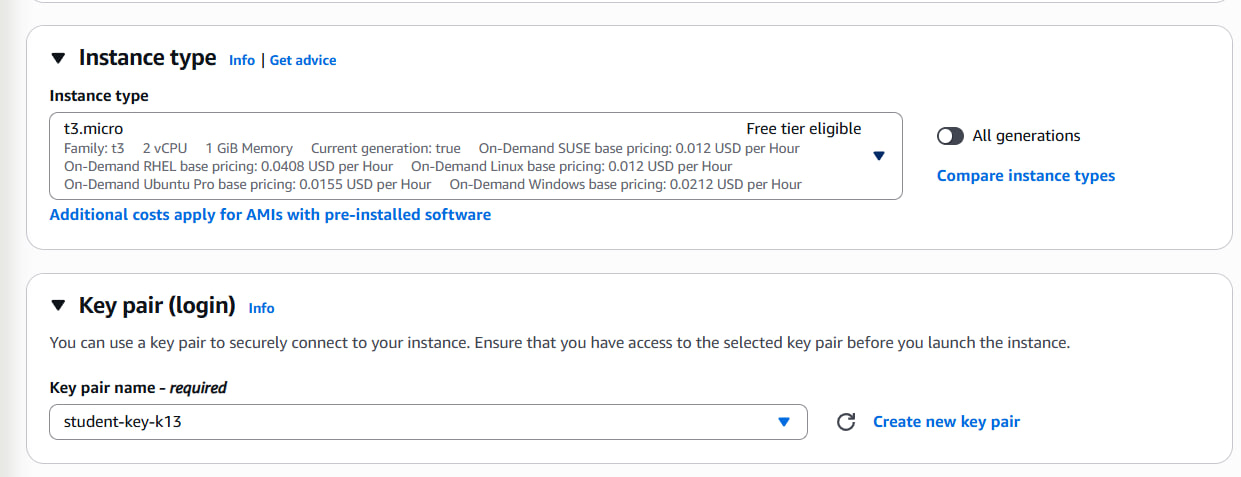 Instance type Info | Get advice
Instance type
t3.micro Free tier eligible
Family: t3 2 vCPU 1 GiB Memory Current generation: true On-Demand SUSE base pricing: 0.012 USD per Hour
On-Demand RHEL base pricing: 0.0408 USD per Hour On-Demand Linux base pricing: 0.012 USD per Hour
On-Demand Ubuntu Pro base pricing: 0.0155 USD per Hour On-Demand Windows base pricing: 0.0212 USD per Hour
All generations
Compare instance types
Additional costs apply for AMIs with pre-installed software
Key pair (login) Info
You can use a key pair to securely connect to your instance. Ensure that you have access to the selected key pair before you launch the instance.
Key pair name - required
student-key-k13
Create new key pair